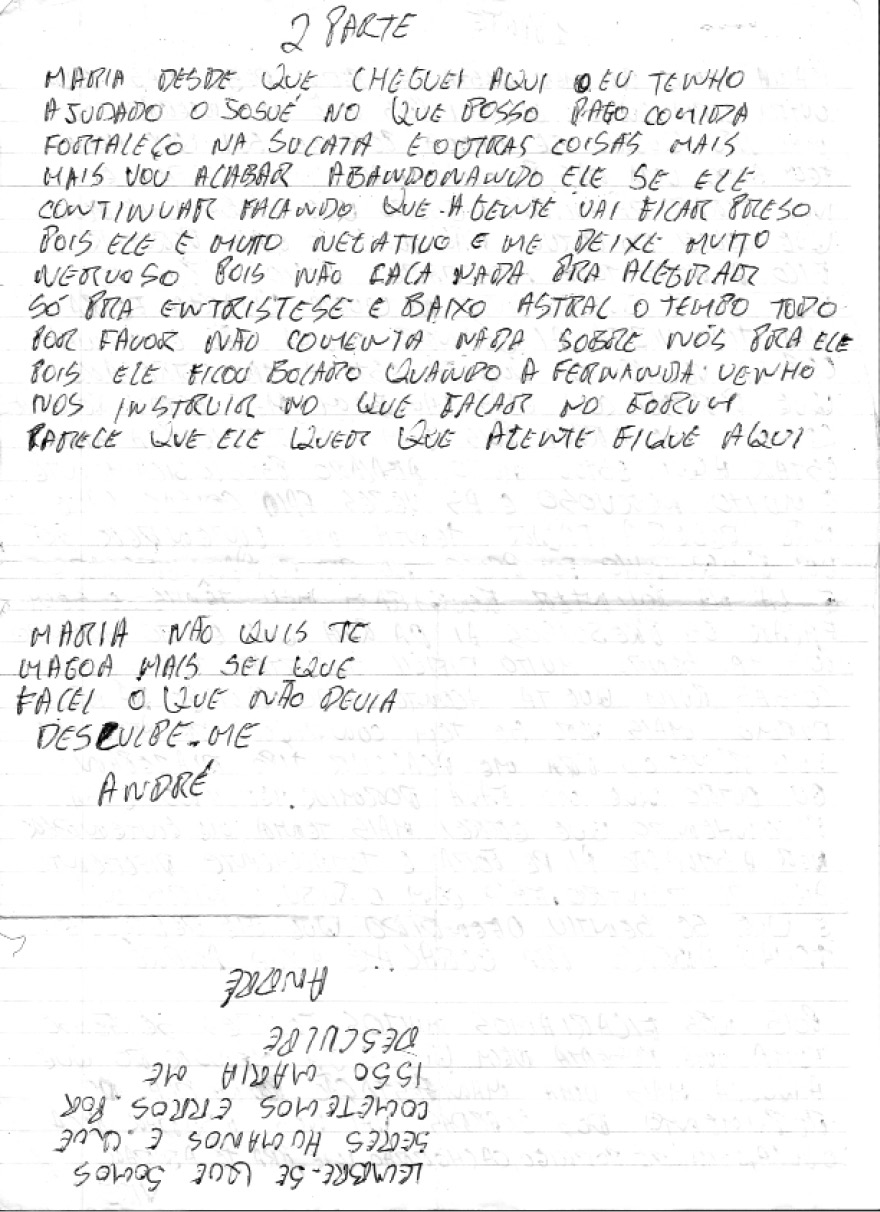 2 PARTE
MARIA DESDE QUE CHEGUEI AQUI EU TENHO
AJUDADO O JOSUÉ NO QUE POSSO PAGO COMIDA
FORTALEÇO NA SUCATA E OUTRAS COISAS MAIS
MAIS VOU ACABAR ABANDONANDO ELE SE ELE
CONTINUAR FALANDO QUE A GENTE VAI FICAR PRESO
POIS ELE E MUITO NEGATIVO E ME DEIXE MUITO
NERVOSO POIS NÃO FALA NADA PRA ALEGRAR
SÓ PRA ENTRISTESE E BAIXO ASTRAL O TEMPO TODO
POR FAVOR NÃO COMENTA NADA SOBRE NÓS PRA ELE
POIS ELE FICOU BOLADO QUANDO A FERNANDA VENHO
NOS INSTRUIR NO QUE FALAR NO FORUM
PARECE QUE ELE QUER QUE AGENTE FIQUE AQUI
MARIA NÃO QUIS TE
MAGOA MAIS SEI QUE
FALEI O QUE NÃO DEVIA
DESCULPE-ME
ANDRÉ
LEMBRE-SE QUE SOMOS
SERES HUMANOS E QUE
COMETEMOS ERROS POR
ISSO MARIA ME
DESCULPE
ANDRÉ